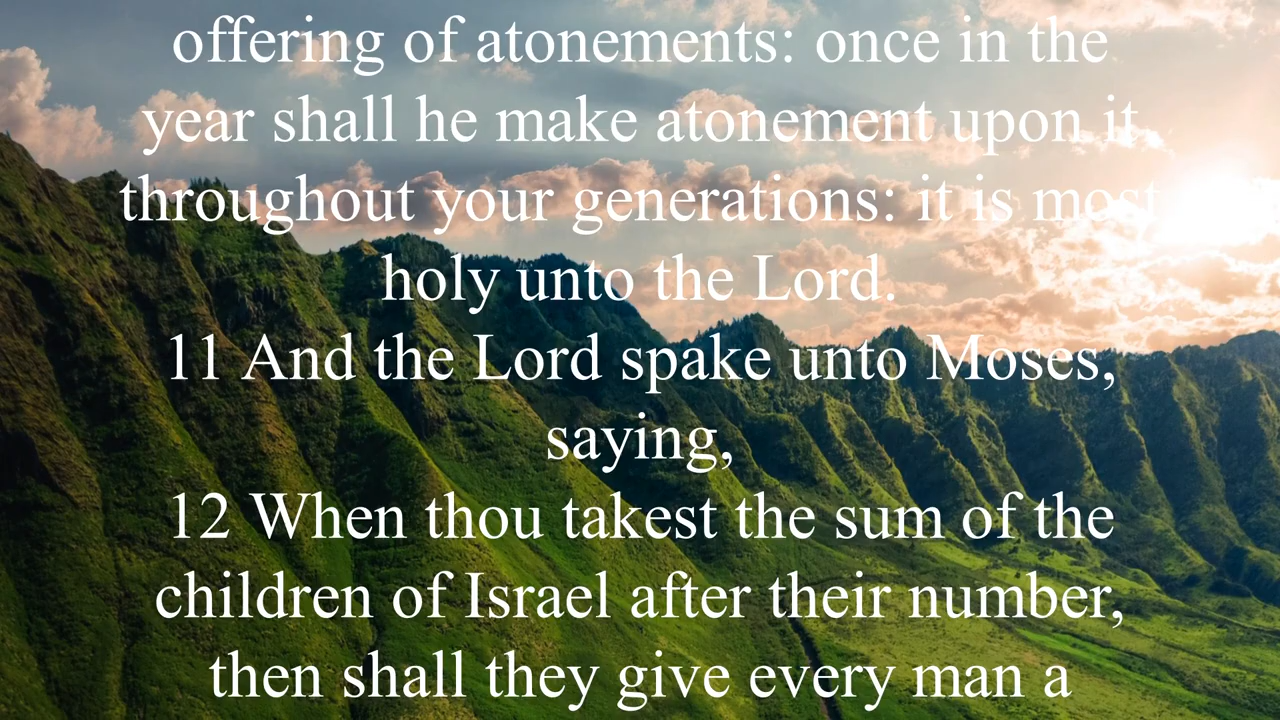 offering of atonements: once in the
year shall he make atonement upon it
throughout your generations: it is most
holy unto the Lord.
11 And the Lord spake unto Moses,
saying,
12 When thou takest the sum of the
children of Israel after their number,
then shall they give every man a